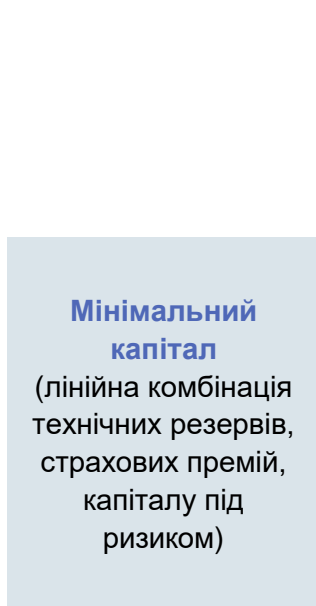 Мінімальний
капітал
(лінійна комбінація
технічних резервів,
страхових премій,
капіталу під
ризиком)